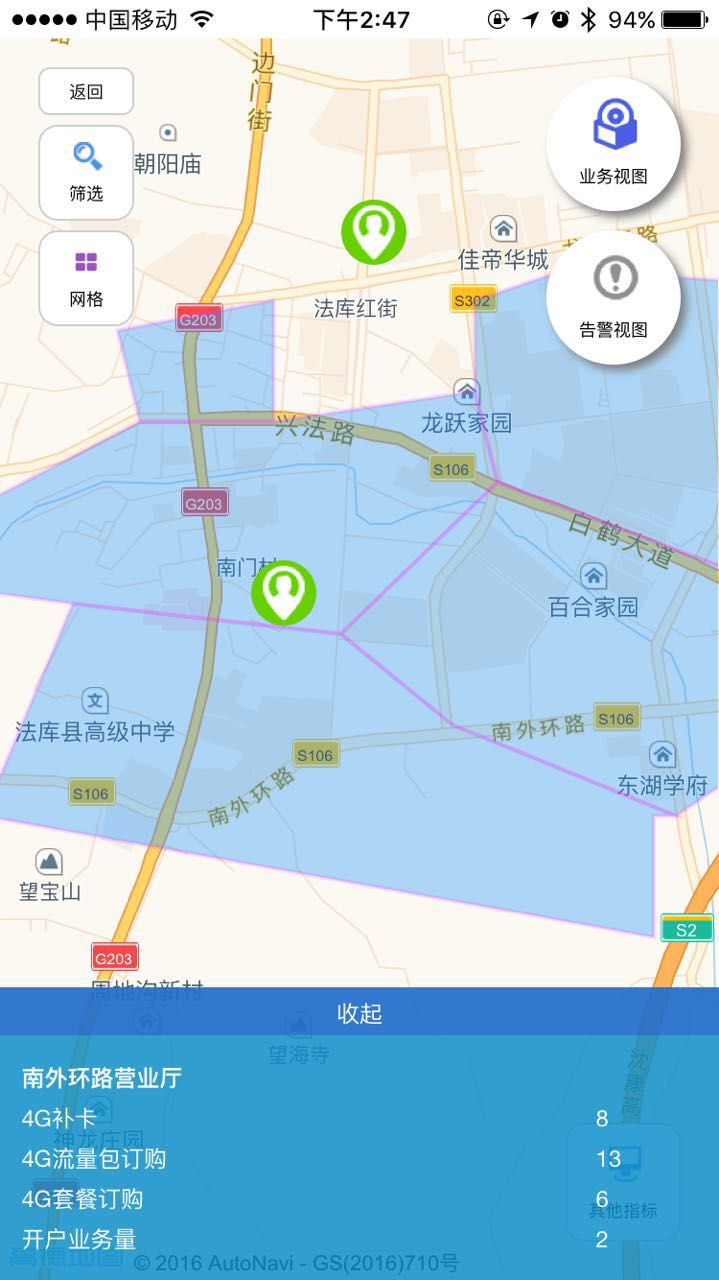 中国移动
下午2:47
94%
边门街
返回
朝阳庙
筛选
业务视图
佳帝华城
路
告警视图
网格
S302
法库红街
G203
龙跃家园
兴法路
S106
G203
白鹤大道
南门村
百合家园
法库县高级中学
S106
南外环路
S106
东湖学府
S106
南外环路
望宝山
S2
G203
周地沟新村
收起
望海寺
沈康高
南外环路营业厅
4G补卡 8
神龙庄园
4G流量包订购 13
4G套餐订购 6
其他指标
开户业务量 2
高德地图
© 2016 AutoNavi - GS(2016)710号